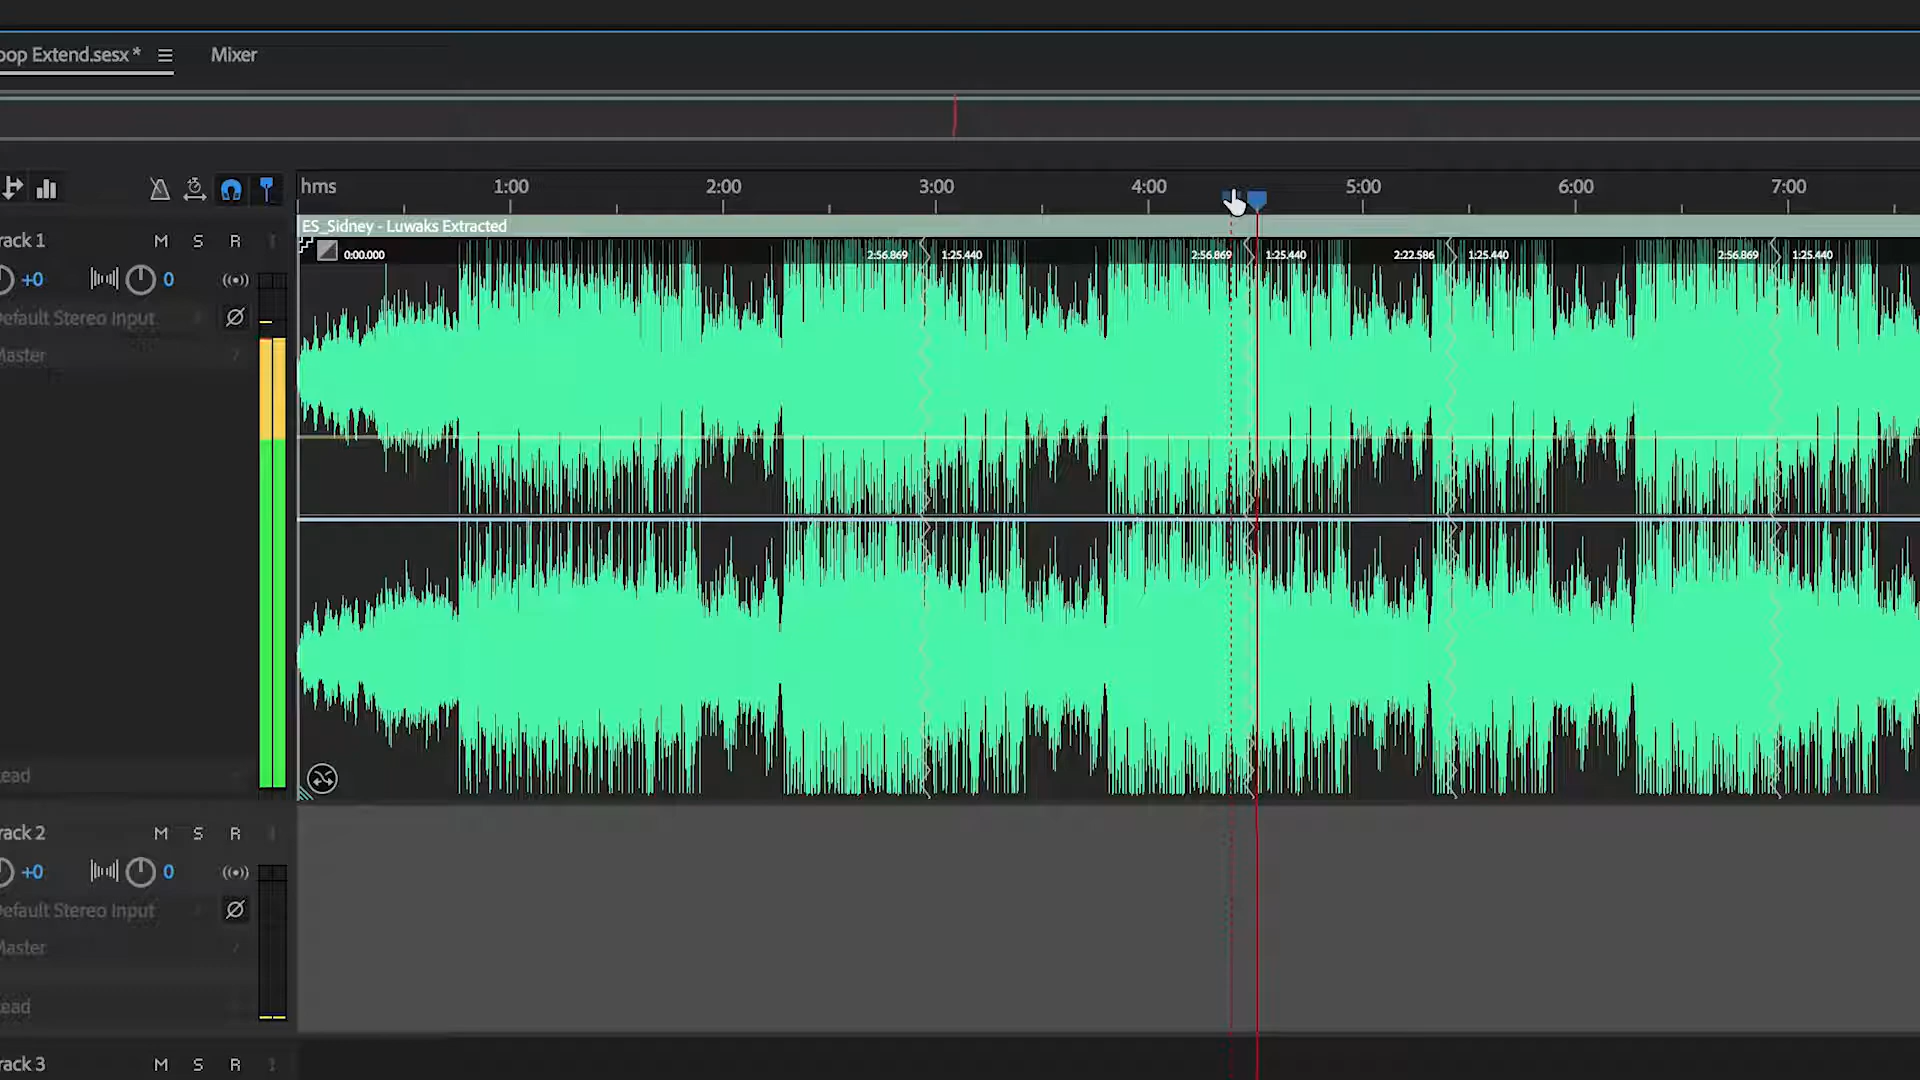 oop Extend.sesx * Mixer
hms 1:00 2:00 3:00 4:00 5:00 6:00 7:00
ES_Sidney - Luwaks Extracted
rack 1 M S R I
0:00.000 2:56.869 1:25.440 2:56.869 1:25.440 2:22.586 1:25.440 2:56.869 1:25.440
+0 0
Default Stereo Input
Master
ead
rack 2 M S R I
+0 0
Default Stereo Input
Master
ead
rack 3 M S R I